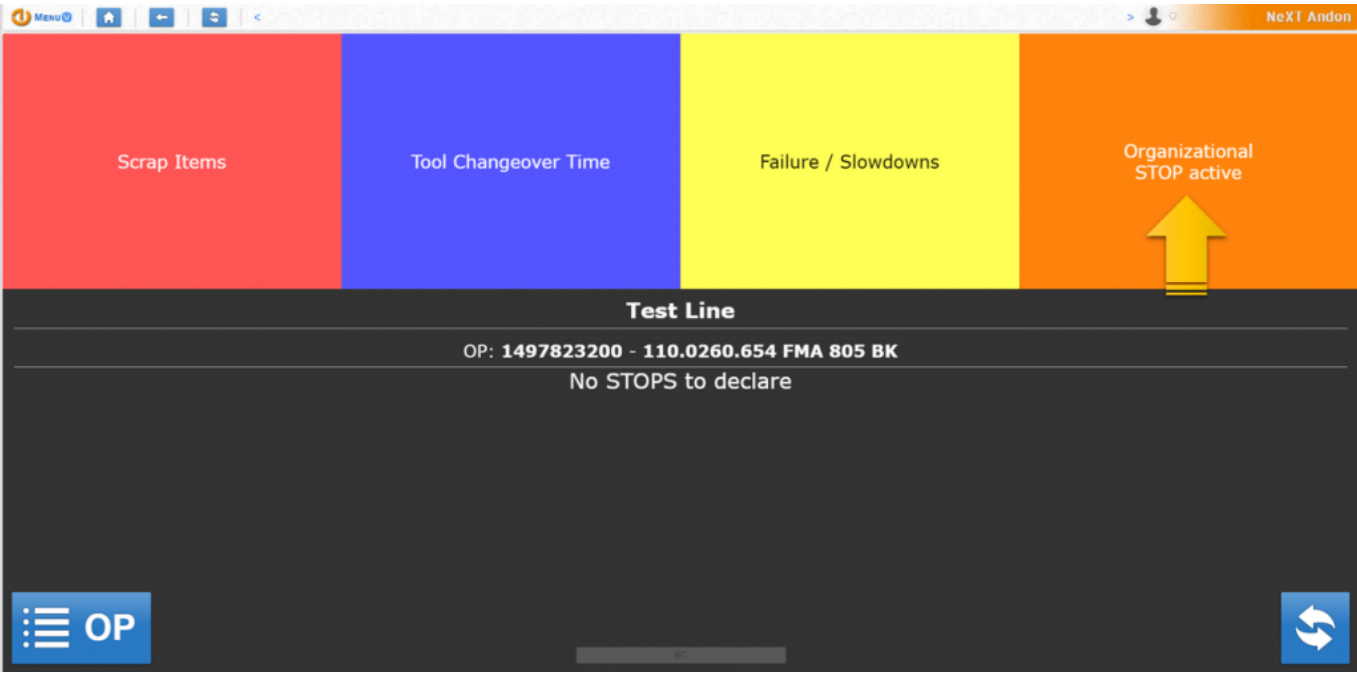 MENU
<
>
NeXT Andon
Scrap Items
Tool Changeover Time
Failure / Slowdowns
Organizational
STOP active
Test Line
OP: 1497823200 - 110.0260.654 FMA 805 BK
No STOPS to declare
OP